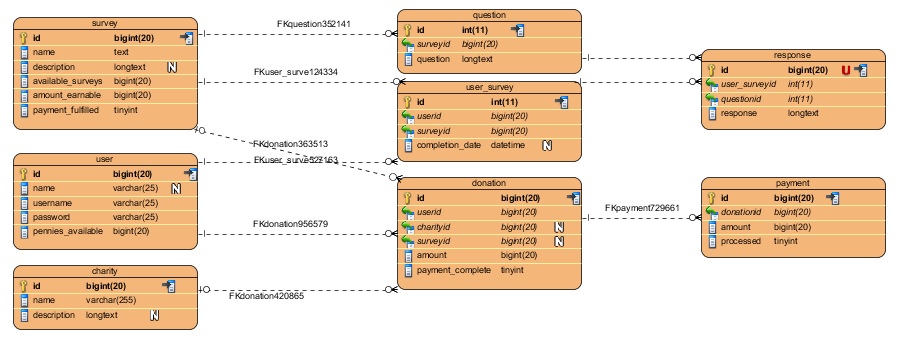 survey
id bigint(20)
name text
description longtext N
available_surveys bigint(20)
amount_earnable bigint(20)
payment_fulfilled tinyint
FKquestion352141
question
id int(11)
surveyid bigint(20)
question longtext
response
id bigint(20) U
user_surveyid int(11)
questionid int(11)
response longtext
FKuser_surve124334
user_survey
id int(11)
userid bigint(20)
surveyid bigint(20)
completion_date datetime N
FKdonation363513
user
id bigint(20)
name varchar(25) N
username varchar(25)
password varchar(25)
pennies_available bigint(20)
FKdonation956579
donation
id bigint(20)
userid bigint(20)
charityid bigint(20) N
surveyid bigint(20) N
amount bigint(20)
payment_complete tinyint
FKpayment729661
payment
id bigint(20)
donationid bigint(20)
amount bigint(20)
processed tinyint
charity
id bigint(20)
name varchar(255)
description longtext N
FKdonation420865